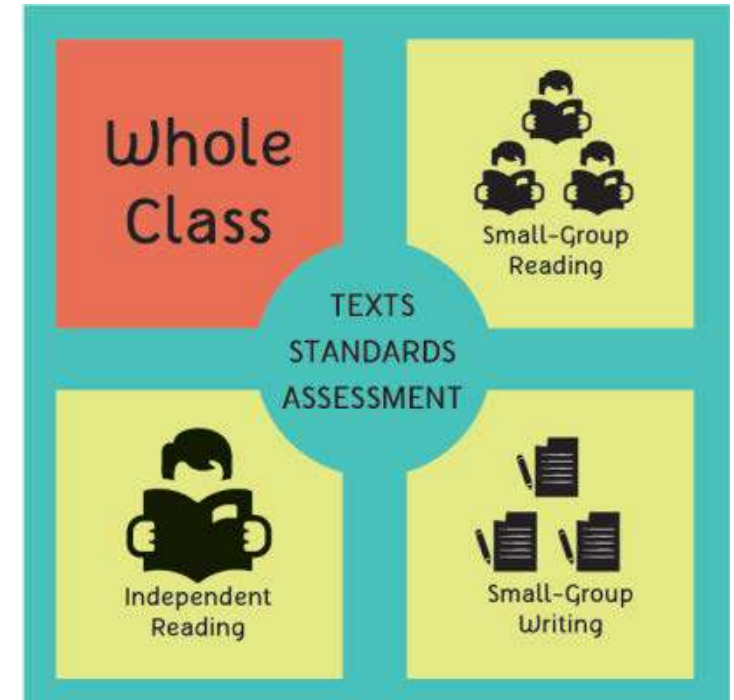 Whole
Class
Small-Group
Reading
TEXTS
STANDARDS
ASSESSMENT
Independent
Reading
Small-Group
Writing